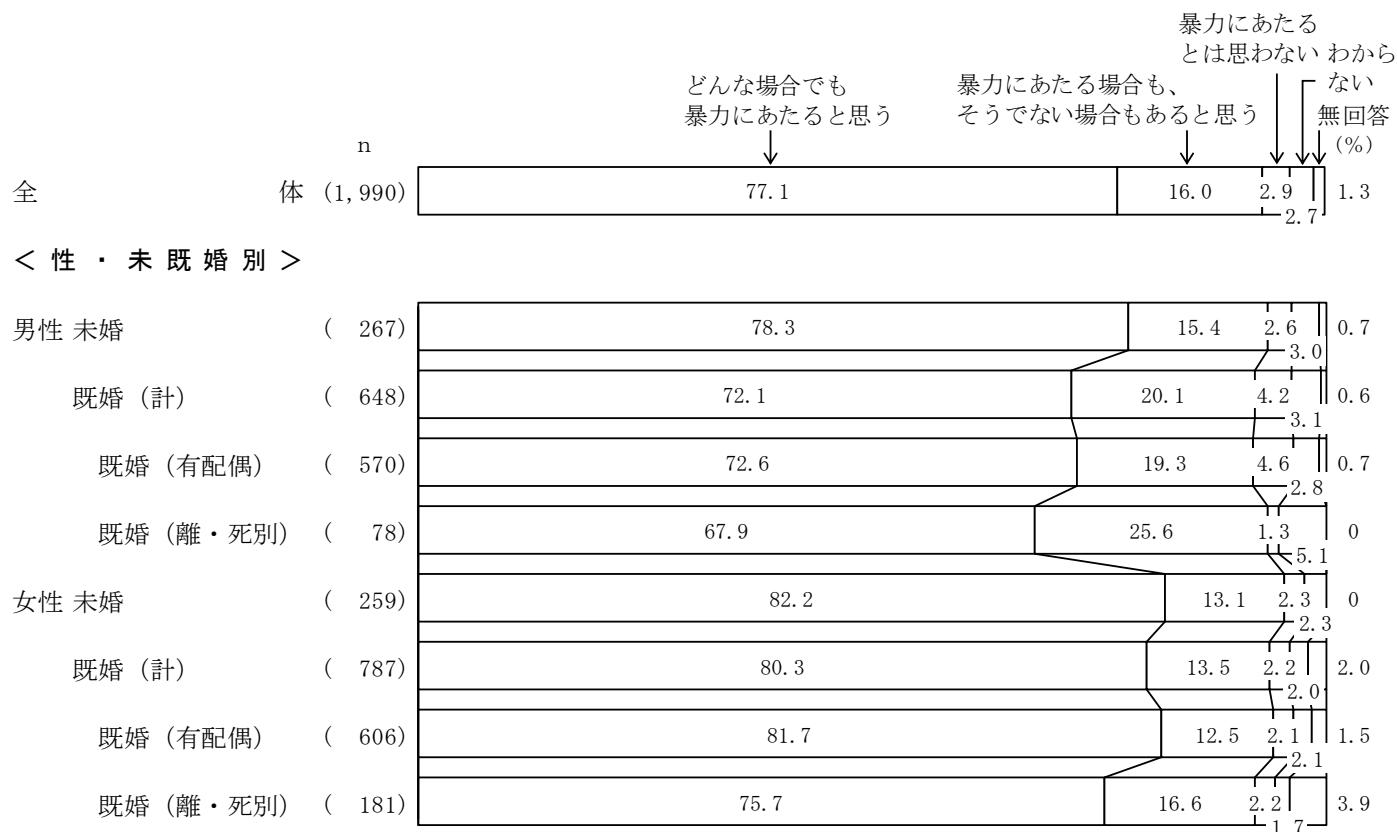 暴力にあたる
とは思わない わから
どんな場合でも 暴力にあたる場合も、 ない
暴力にあたると思う そうでない場合もあると思う 無回答
n (%)
全 体 (1,990) 77.1 16.0 2.9 2.7 1.3
＜性・未既婚別＞
男性 未婚 ( 267) 78.3 15.4 2.6 3.0 0.7
既婚（計） ( 648) 72.1 20.1 4.2 3.1 0.6
既婚（有配偶） ( 570) 72.6 19.3 4.6 2.8 0.7
既婚（離・死別） ( 78) 67.9 25.6 1.3 5.1 0
女性 未婚 ( 259) 82.2 13.1 2.3 2.3 0
既婚（計） ( 787) 80.3 13.5 2.2 2.0 2.0
既婚（有配偶） ( 606) 81.7 12.5 2.1 2.1 1.5
既婚（離・死別） ( 181) 75.7 16.6 2.2 1.7 3.9